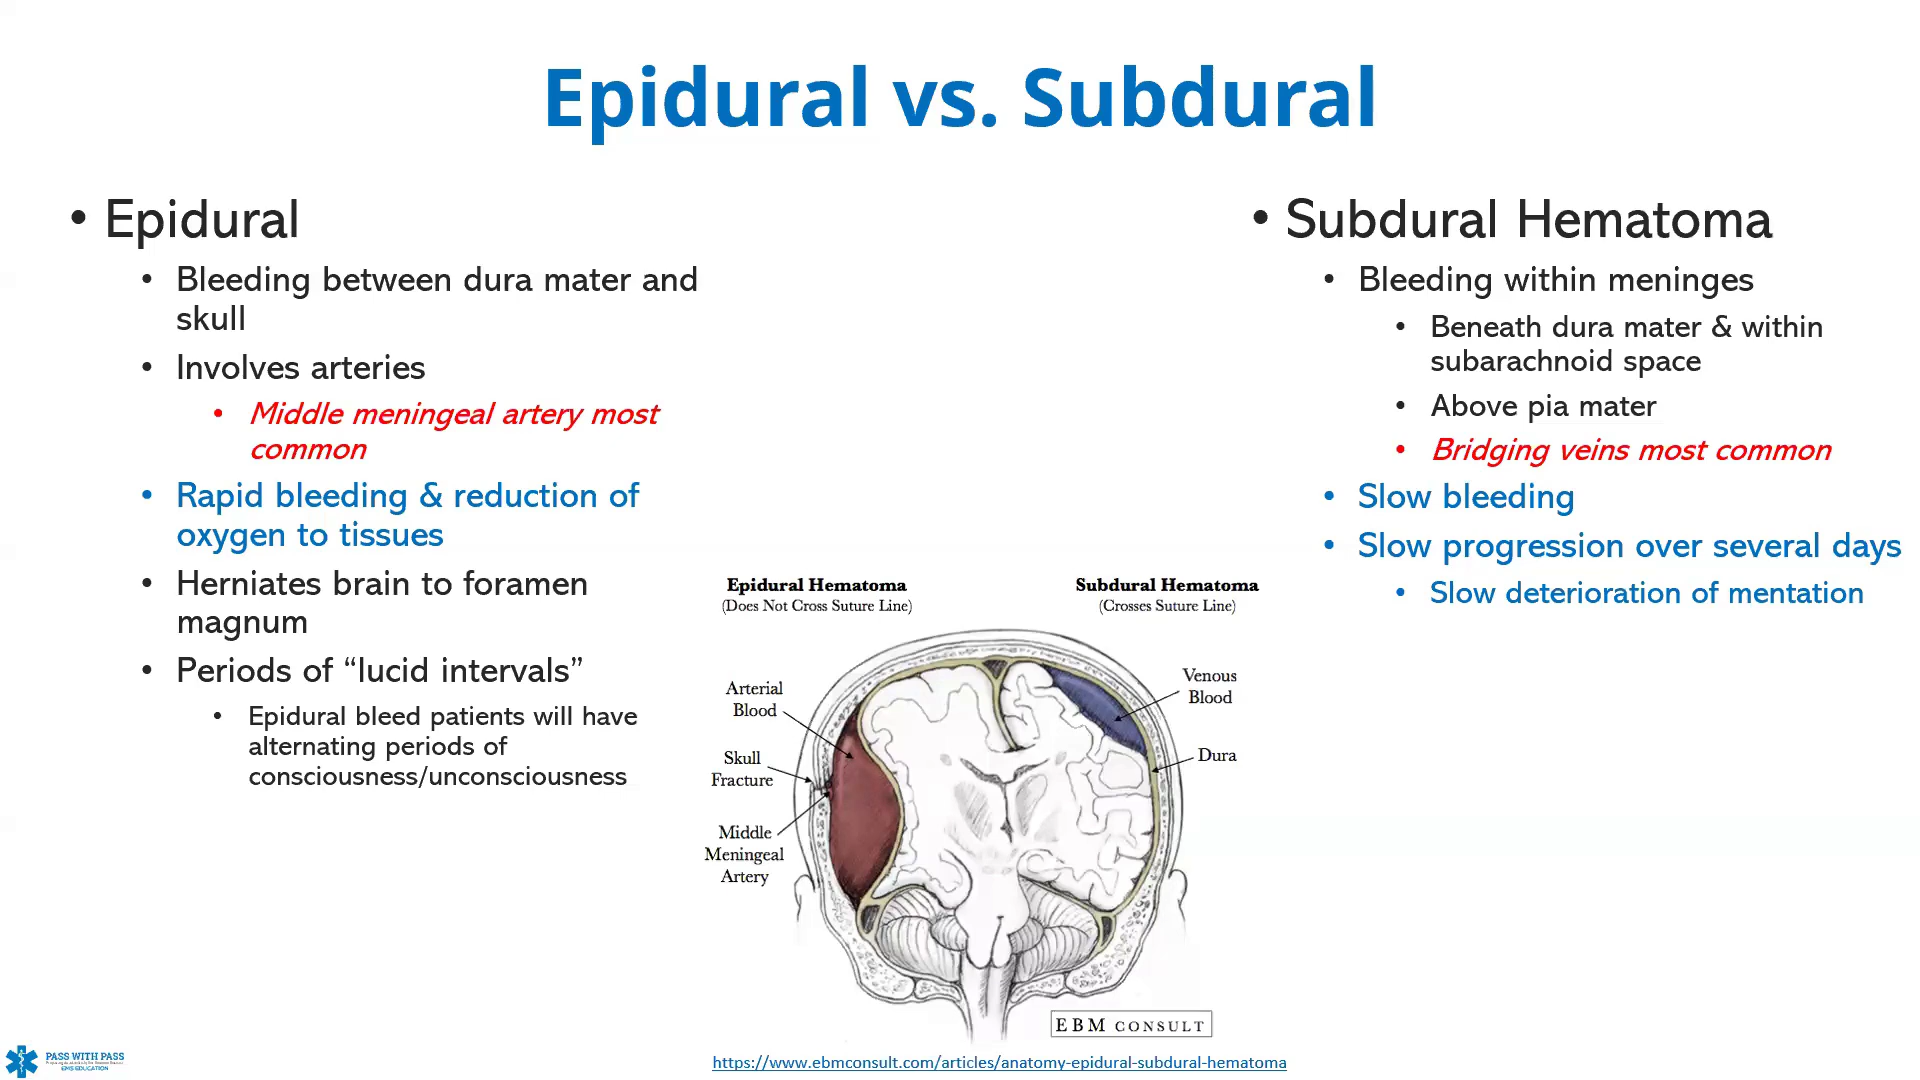 Epidural vs. Subdural
• Epidural
• Bleeding between dura mater and
skull
• Involves arteries
• Middle meningeal artery most
common
• Rapid bleeding & reduction of
oxygen to tissues
• Herniates brain to foramen
magnum
• Periods of “lucid intervals”
• Epidural bleed patients will have
alternating periods of
consciousness/unconsciousness
• Subdural Hematoma
• Bleeding within meninges
• Beneath dura mater & within
subarachnoid space
• Above pia mater
• Bridging veins most common
• Slow bleeding
• Slow progression over several days
• Slow deterioration of mentation
Epidural Hematoma
(Does Not Cross Suture Line)
Subdural Hematoma
(Crosses Suture Line)
Arterial
Blood
Skull
Fracture
Middle
Meningeal
Artery
Venous
Blood
Dura
EBM CONSULT
https://www.ebmconsult.com/articles/anatomy-epidural-subdural-hematoma
PASS WITH PASS
EMS EDUCATION